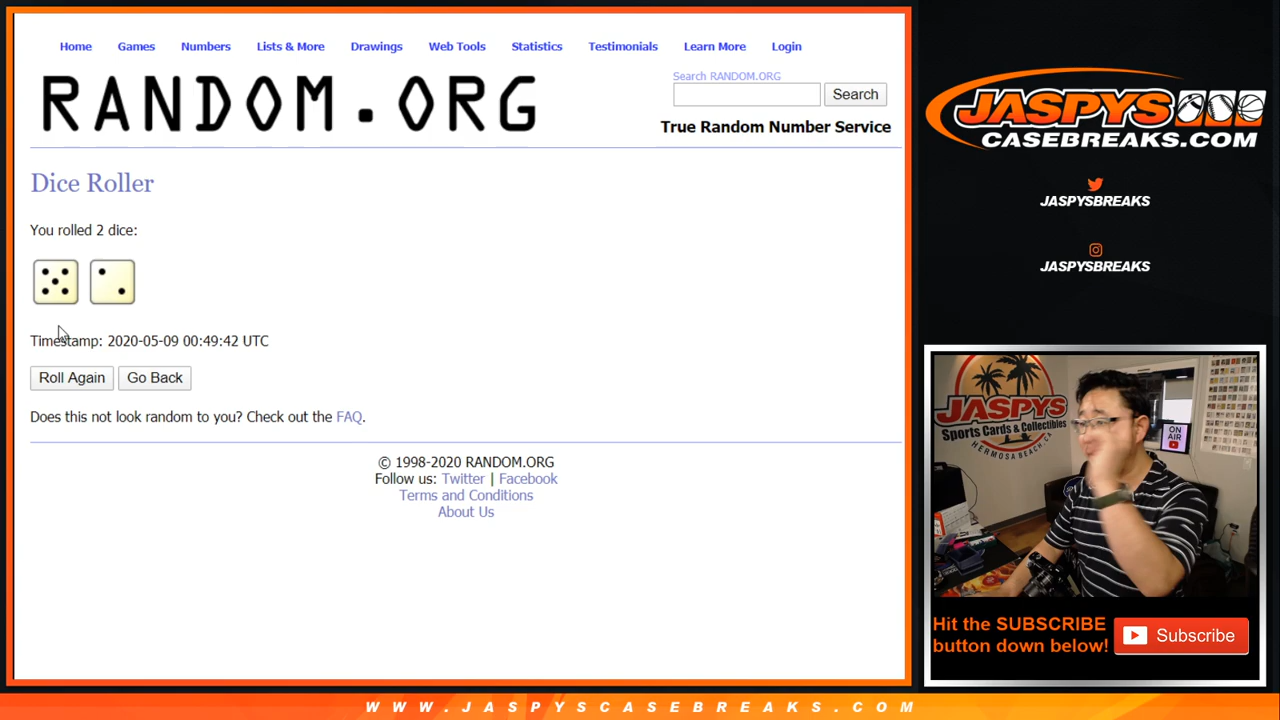 Home Games Numbers Lists & More Drawings Web Tools Statistics Testimonials Learn More Login
RANDOM.ORG
Search RANDOM.ORG
Search
True Random Number Service
Dice Roller
You rolled 2 dice:
Timestamp: 2020-05-09 00:49:42 UTC
Roll Again Go Back
Does this not look random to you? Check out the FAQ.
© 1998-2020 RANDOM.ORG
Follow us: Twitter | Facebook
Terms and Conditions
About Us
JASPYS
CASEBREAKS.COM
JASPYSBREAKS
JASPYSBREAKS
JASPYS
Sports Cards & Collectibles
HERMOSA BEACH, CA
ON
AIR
Hit the SUBSCRIBE
button down below!
Subscribe
WWW.JASPYSCASEBREAKS.COM